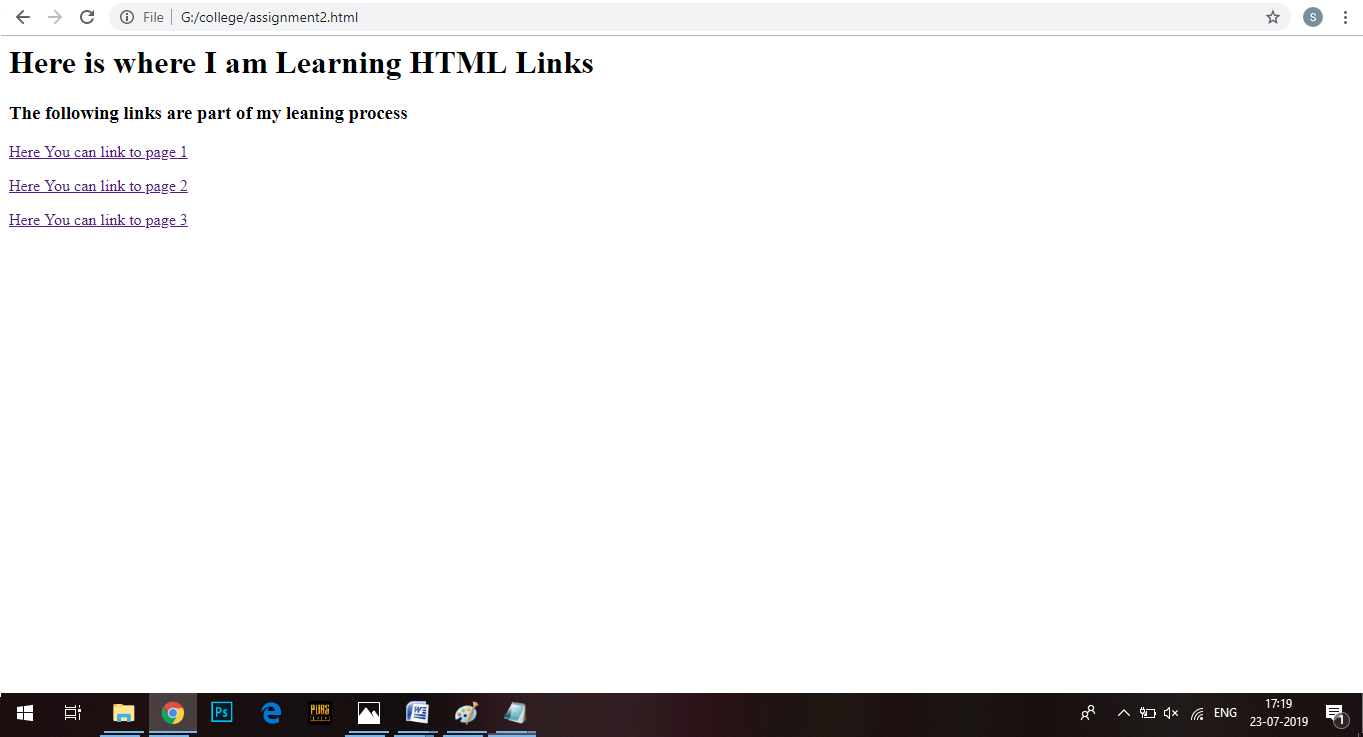 File G:/college/assignment2.html
S
Here is where I am Learning HTML Links
The following links are part of my leaning process
Here You can link to page 1
Here You can link to page 2
Here You can link to page 3
Ps
PUBG
W
ENG
17:19
23-07-2019
1